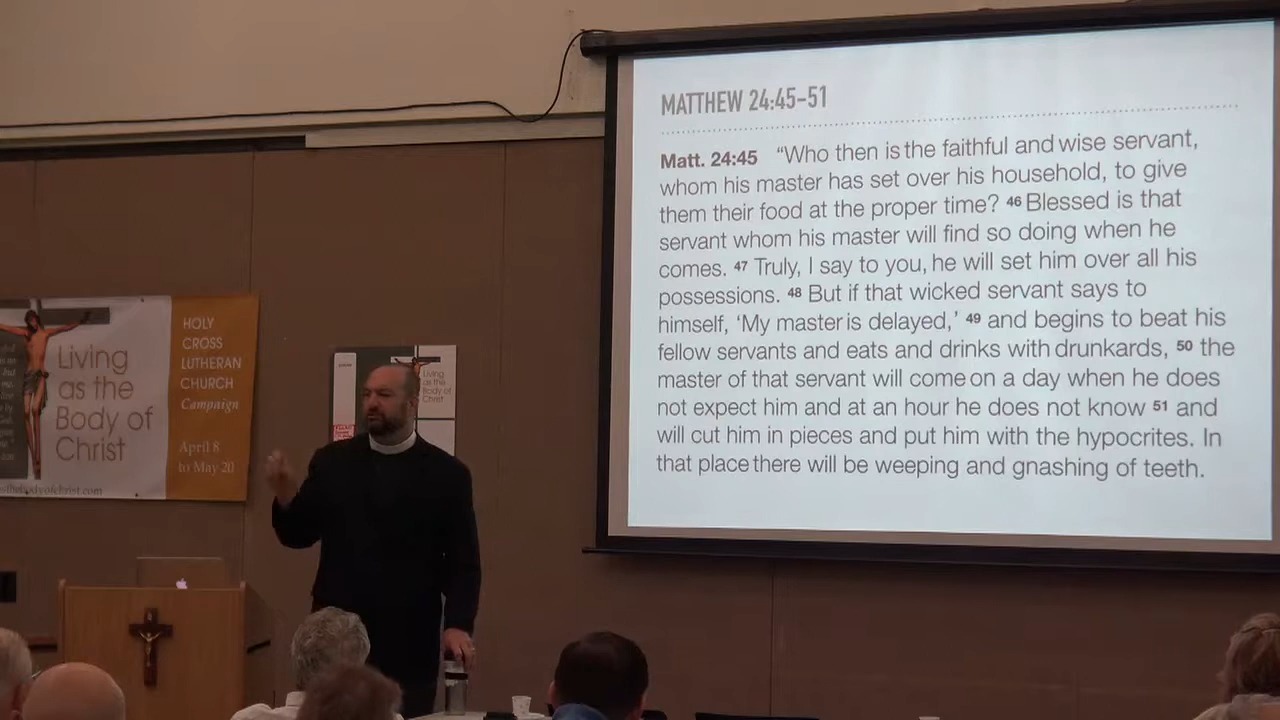 MATTHEW 24:45–51
Matt. 24:45 “Who then is the faithful and wise servant,
whom his master has set over his household, to give
them their food at the proper time? 46 Blessed is that
servant whom his master will find so doing when he
comes. 47 Truly, I say to you, he will set him over all his
possessions. 48 But if that wicked servant says to
himself, ‘My master is delayed,’ 49 and begins to beat his
fellow servants and eats and drinks with drunkards, 50 the
master of that servant will come on a day when he does
not expect him and at an hour he does not know 51 and
will cut him in pieces and put him with the hypocrites. In
that place there will be weeping and gnashing of teeth.
Living
as the
Body of
Christ
HOLY
CROSS
LUTHERAN
CHURCH
Campaign
April 8
to May 20
Living
as the
Body of
Christ